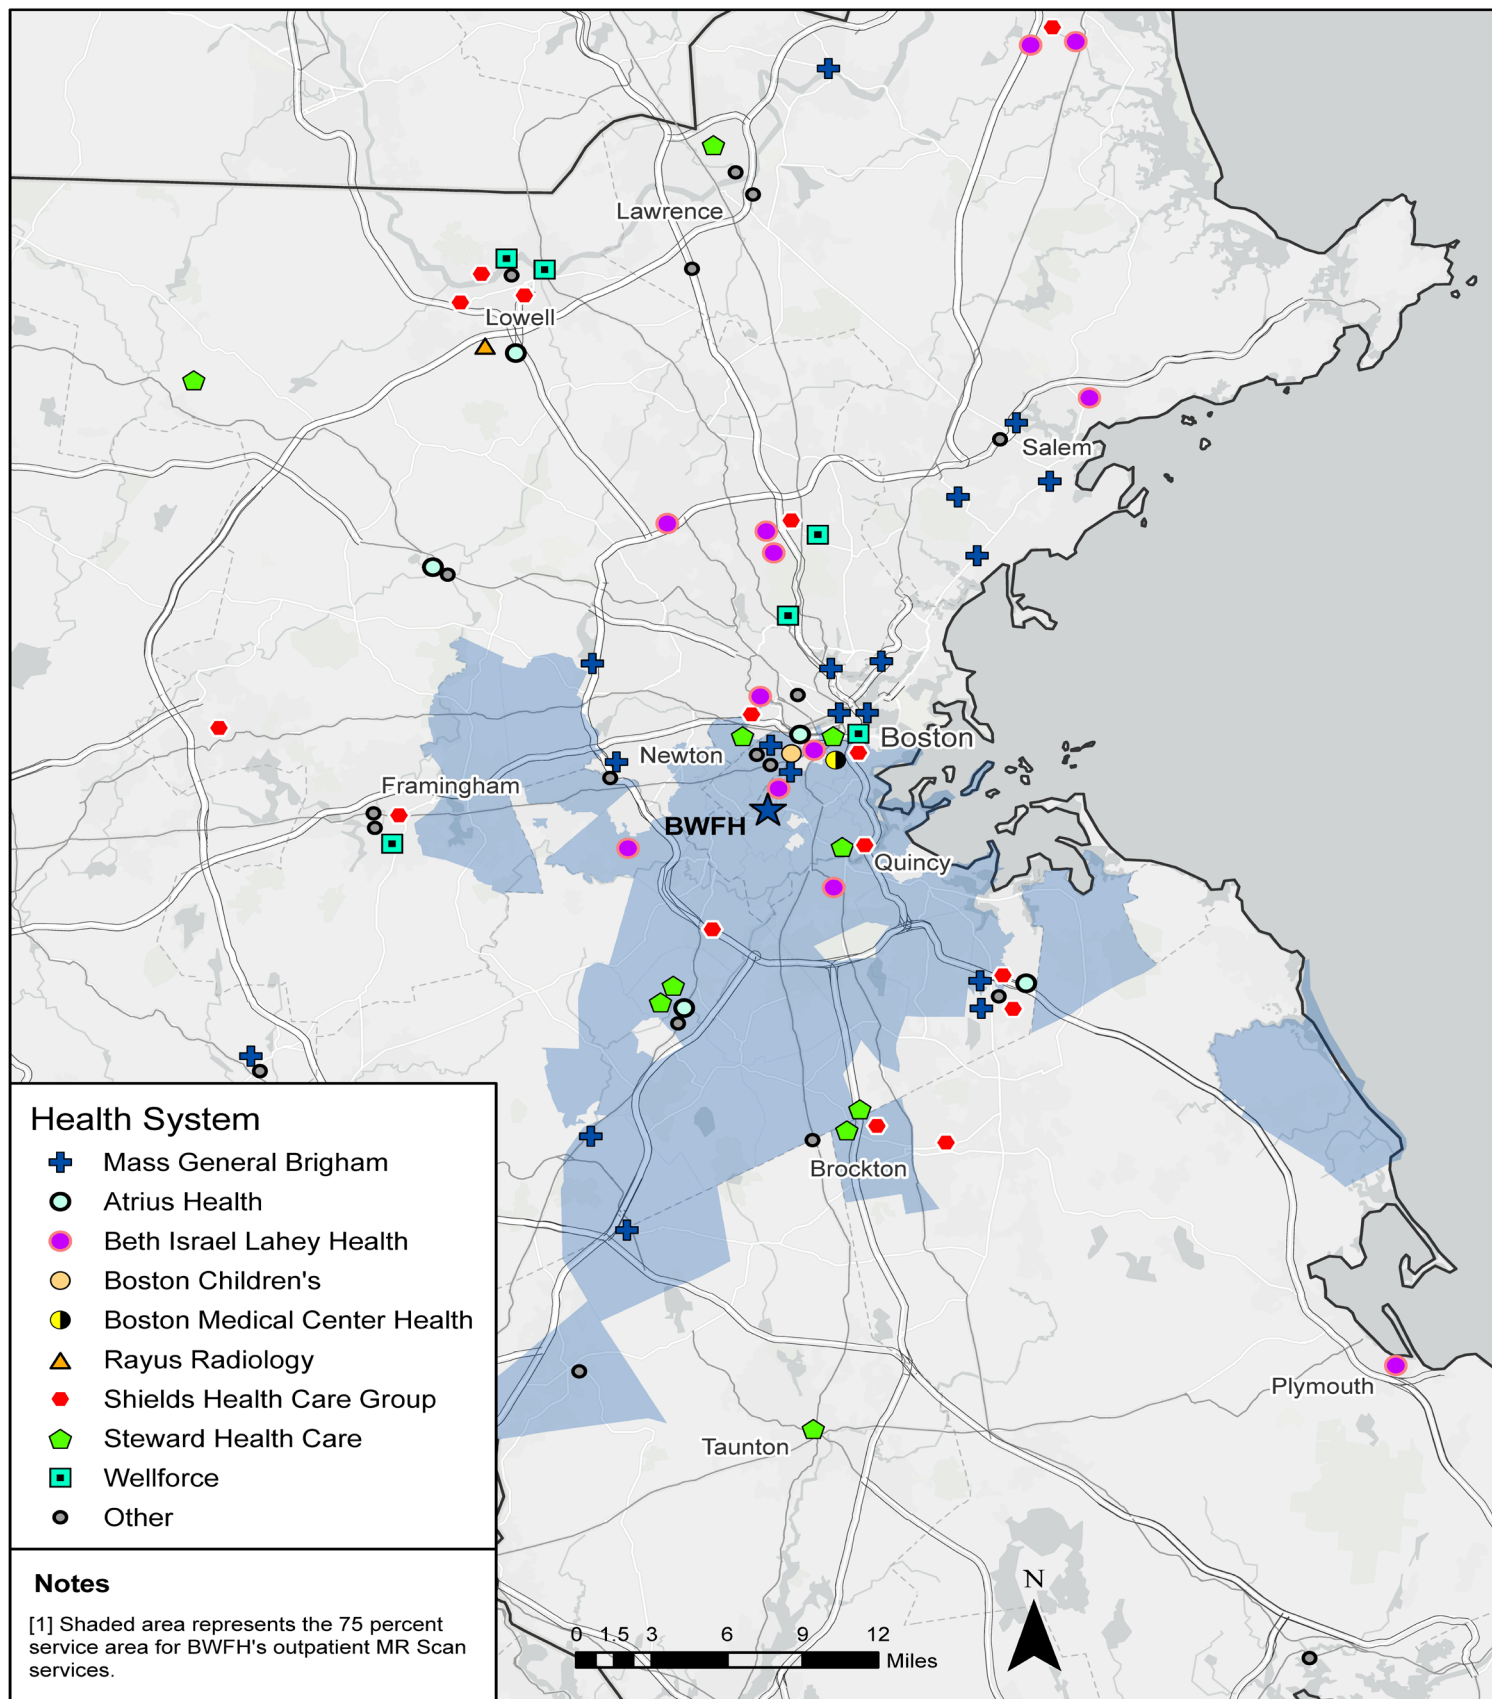 Lawrence
Lowell
Salem
Boston
Newton
Framingham
BWFH
Quincy
Brockton
Plymouth
Taunton
Health System
Mass General Brigham
Atrius Health
Beth Israel Lahey Health
Boston Children's
Boston Medical Center Health
Rayus Radiology
Shields Health Care Group
Steward Health Care
Wellforce
Other
Notes
[1] Shaded area represents the 75 percent
service area for BWFH's outpatient MR Scan
services.
N
0 1.5 3 6 9 12
Miles